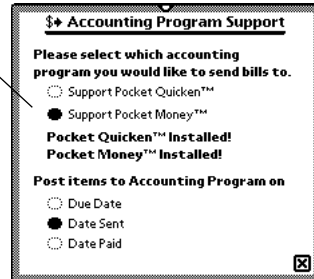 $ Accounting Program Support
Please select which accounting
program you would like to send bills to.
Support Pocket Quicken™
Support Pocket Money™
Pocket Quicken™ Installed!
Pocket Money™ Installed!
Post items to Accounting Program on
Due Date
Date Sent
Date Paid